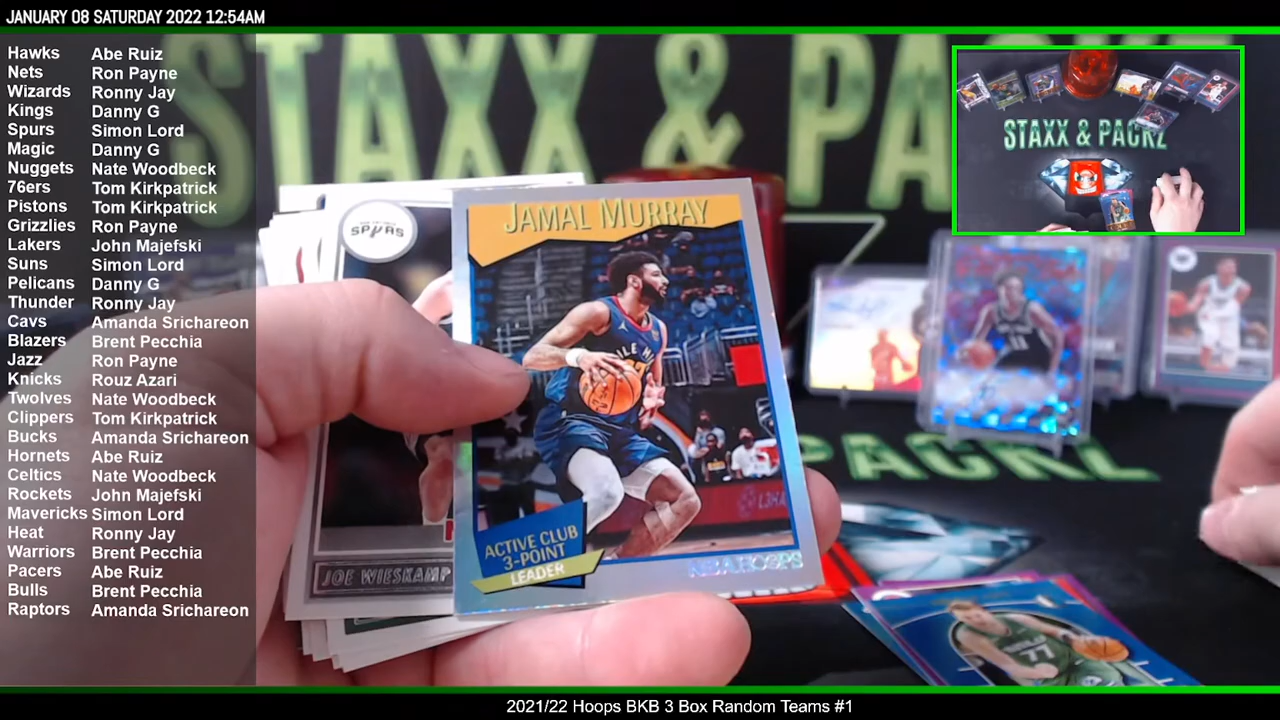 JANUARY 08 SATURDAY 2022 12:54AM
Hawks Abe Ruiz
Nets Ron Payne
Wizards Ronny Jay
Kings Danny G
Spurs Simon Lord
Magic Danny G
Nuggets Nate Woodbeck
76ers Tom Kirkpatrick
Pistons Tom Kirkpatrick
Grizzlies Ron Payne
Lakers John Majefski
Suns Simon Lord
Pelicans Danny G
Thunder Ronny Jay
Cavs Amanda Srichareon
Blazers Brent Pecchia
Jazz Ron Payne
Knicks Rouz Azari
Twolves Nate Woodbeck
Clippers Tom Kirkpatrick
Bucks Amanda Srichareon
Hornets Abe Ruiz
Celtics Nate Woodbeck
Rockets John Majefski
Mavericks Simon Lord
Heat Ronny Jay
Warriors Brent Pecchia
Pacers Abe Ruiz
Bulls Brent Pecchia
Raptors Amanda Srichareon
STAXX & PA
STAXX & PACKZ
SPURS
JAMAL MURRAY
ACTIVE CLUB
3-POINT
LEADER
NBA HOOPS
JOE WIESKAMP
PACKZ
77
2021/22 Hoops BKB 3 Box Random Teams #1